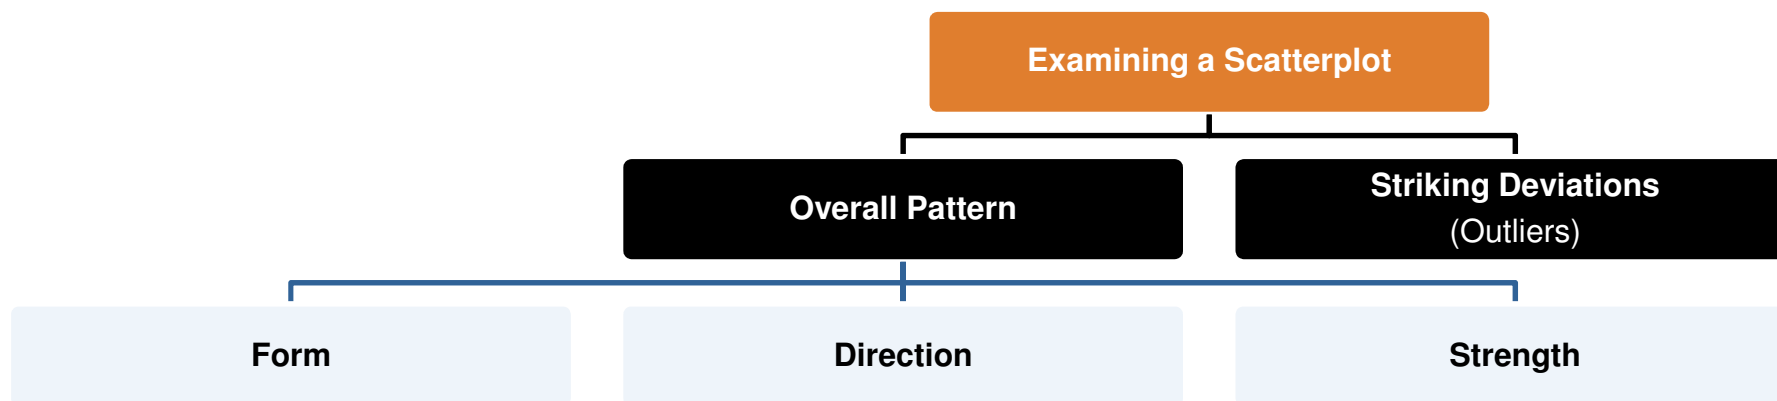 Examining a Scatterplot
Overall Pattern
Striking Deviations
(Outliers)
Form
Direction
Strength